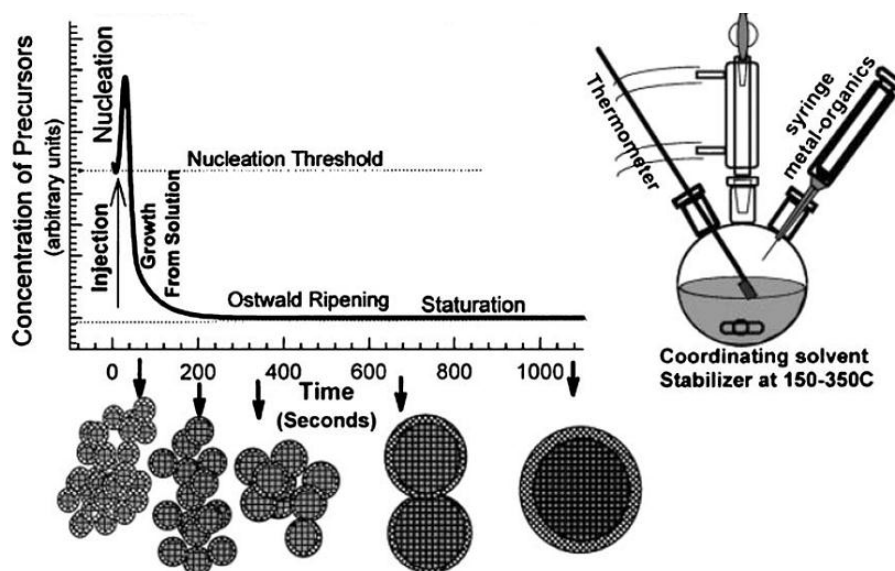 Concentration of Precursors
(arbitrary units)
Nucleation
Nucleation Threshold
Injection
Growth
From Solution
Ostwald Ripening
Staturation
0 200 400 600 800 1000
Time
(Seconds)
Thermometer
syringe
metal-organics
Coordinating solvent
Stabilizer at 150-350C